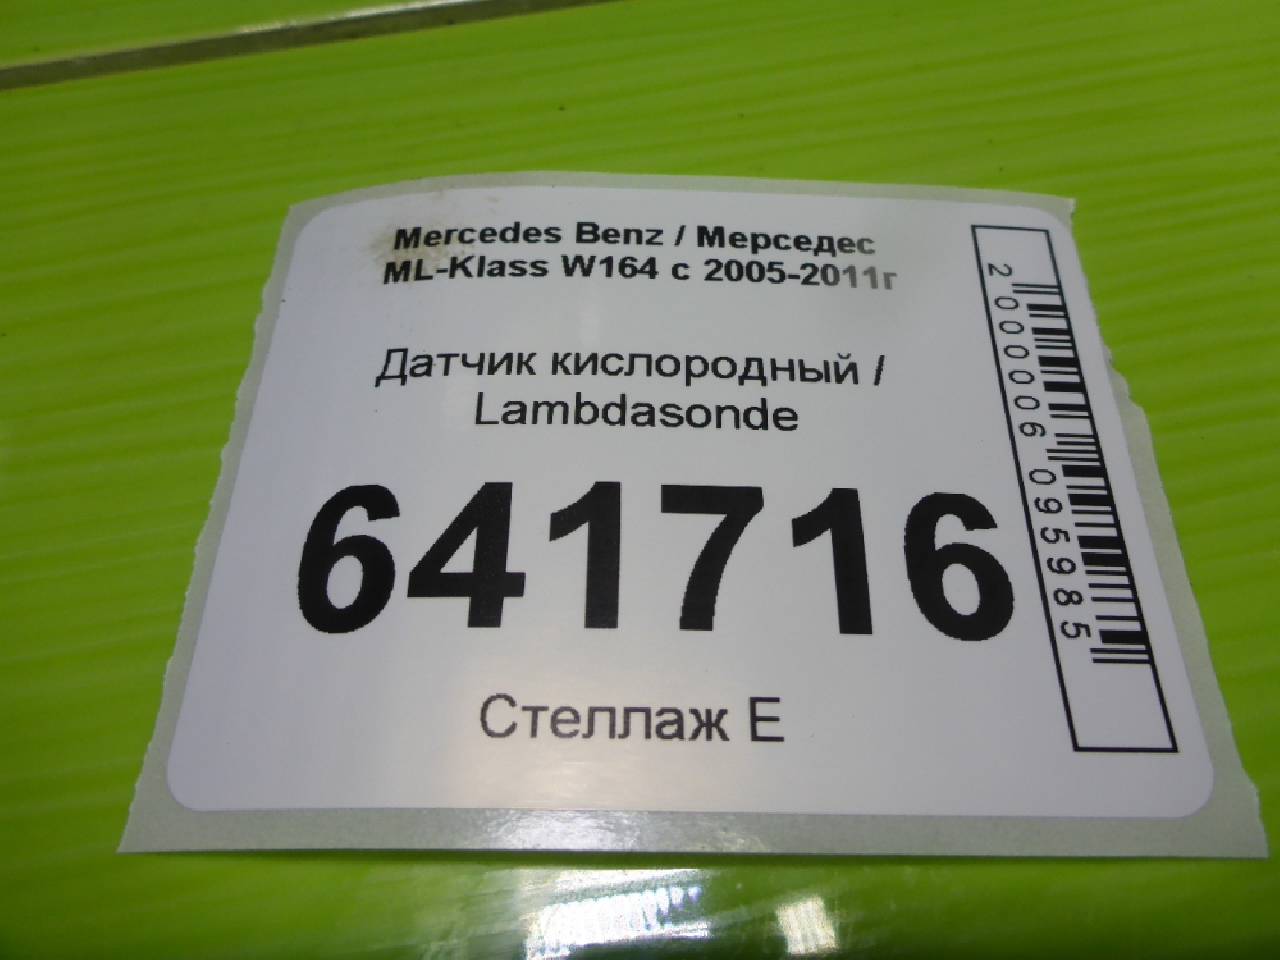 Mercedes Benz / Мерседес
ML-Klass W164 с 2005-2011г
Датчик кислородный /
Lambdasonde
641716
Стеллаж Е
2000006095985